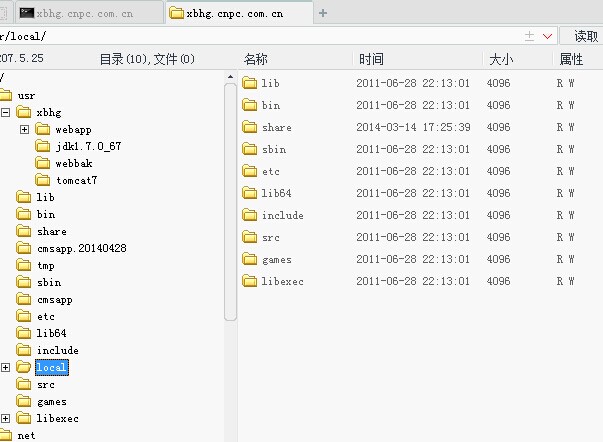 xbhg.cnpc.com.cn xbhg.cnpc.com.cn +
r/local/ 读取
207.5.25 目录(10),文件(0) 名称 时间 大小 属性
/
usr
xbhg
webapp
jdk1.7.0_67
webbak
tomcat7
lib
bin
share
cmsapp.20140428
tmp
sbin
cmsapp
etc
lib64
include
local
src
games
libexec
net
lib 2011-06-28 22:13:01 4096 R W
bin 2011-06-28 22:13:01 4096 R W
share 2014-03-14 17:25:39 4096 R W
sbin 2011-06-28 22:13:01 4096 R W
etc 2011-06-28 22:13:01 4096 R W
lib64 2011-06-28 22:13:01 4096 R W
include 2011-06-28 22:13:01 4096 R W
src 2011-06-28 22:13:01 4096 R W
games 2011-06-28 22:13:01 4096 R W
libexec 2011-06-28 22:13:01 4096 R W